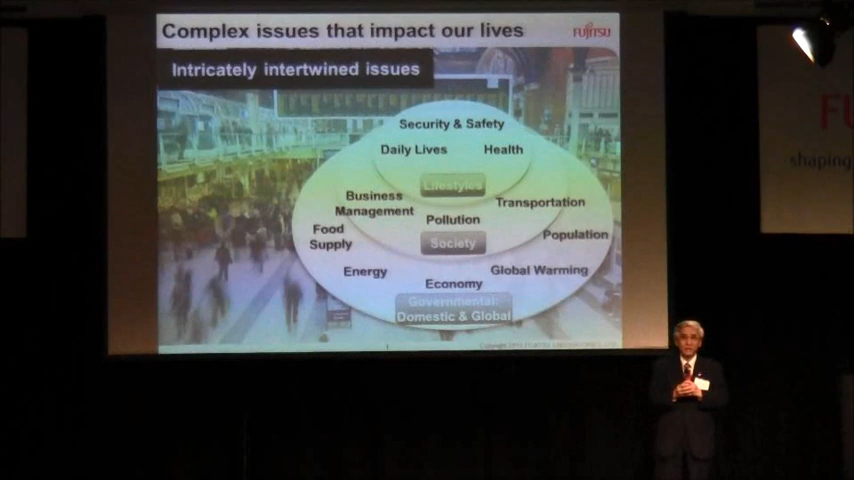 Complex issues that impact our lives
FUJITSU
Intricately intertwined issues
Security & Safety
Daily Lives
Health
Lifestyles
Business
Management
Transportation
Pollution
Food
Supply
Society
Population
Energy
Global Warming
Economy
Governmental:
Domestic & Global
shaping